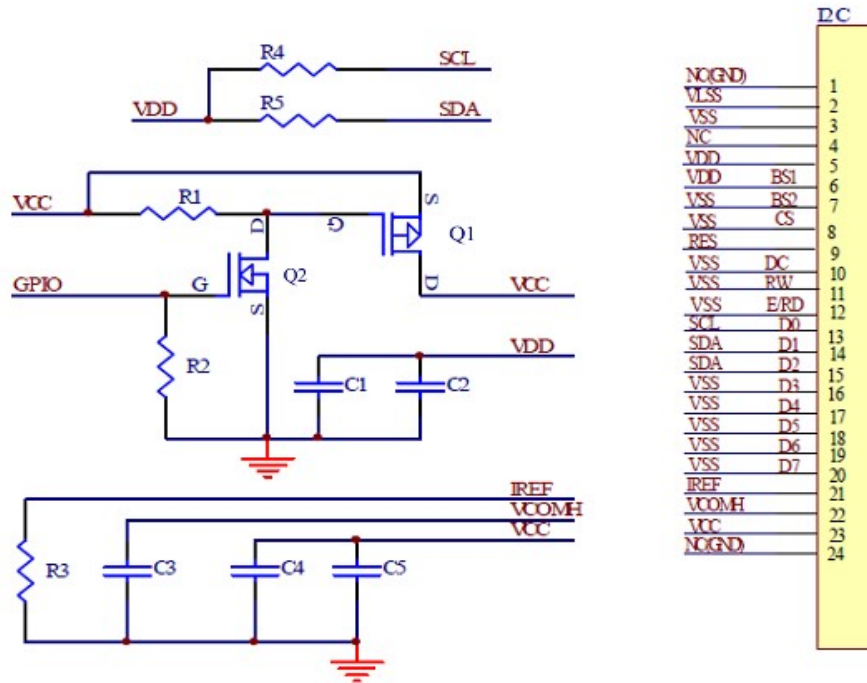 I2C
R4 SCL
VDD R5 SDA
VCC R1 D G S Q1 D VCC
GPIO G Q2 S
R2 C1 C2 VDD
IREF
VCOMH
VCC
R3 C3 C4 C5
NC(GND) 1
VLSS 2
VSS 3
NC 4
VDD 5
VDD BS1 6
VSS BS2 7
VSS CS 8
RES 9
VSS DC 10
VSS RW 11
VSS E/RD 12
SCL D0 13
SDA D1 14
SDA D2 15
VSS D3 16
VSS D4 17
VSS D5 18
VSS D6 19
VSS D7 20
IREF 21
VCOMH 22
VCC 23
NC(GND) 24